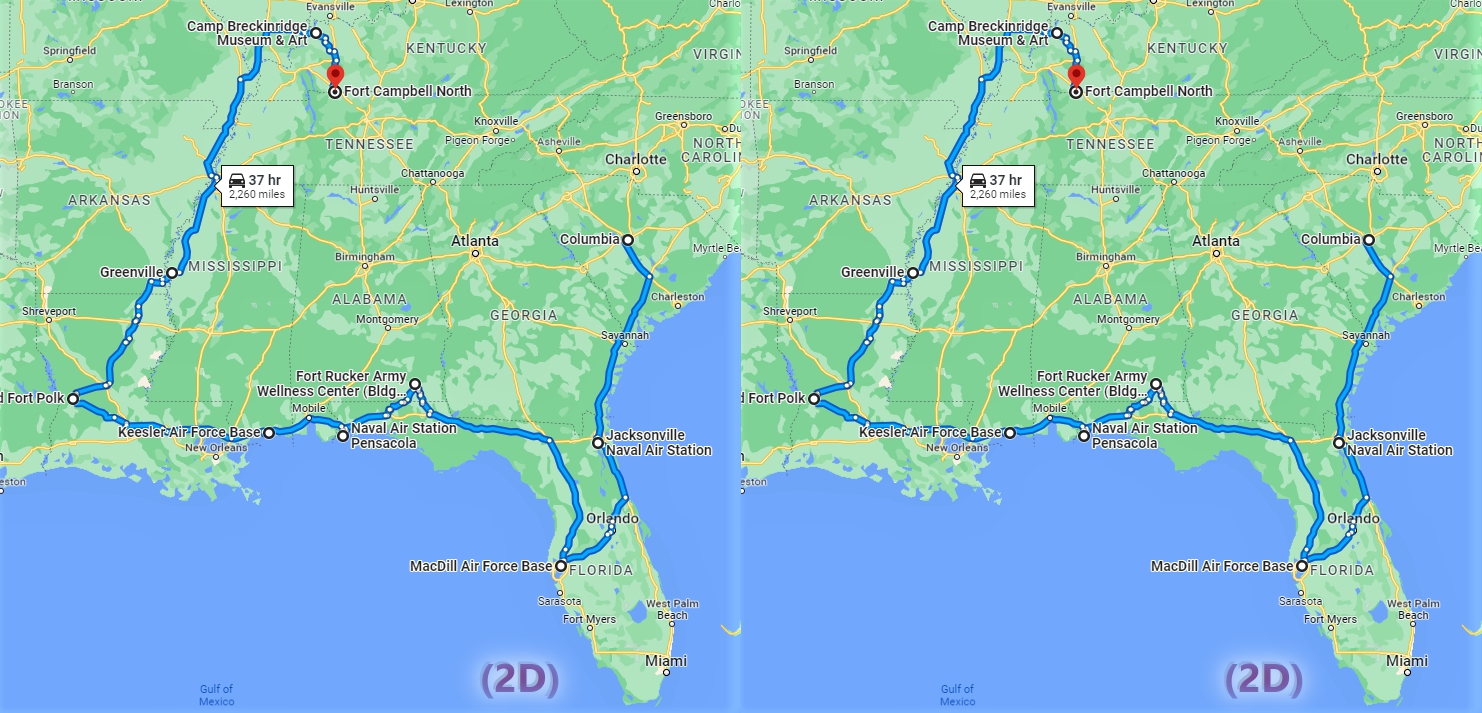 Evansville
Lexington
Charlo
Camp Breckinridge
Museum & Art
Springfield
KENTUCKY
VIRGIN
Branson
Fort Campbell North
OKEE
ION
Knoxville
Greensboro
Du
TENNESSEE
Pigeon Forge
Asheville
NORTH
CAROLIN
Charlotte
37 hr
2,260 miles
Chattanooga
Huntsville
ARKANSAS
Columbia
Atlanta
Myrtle Bea
Birmingham
Greenville
MISSISSIPPI
ALABAMA
Charleston
Shreveport
Montgomery
GEORGIA
Savannah
Fort Rucker Army
Wellness Center (Bldg...
d Fort Polk
Mobile
Keesler Air Force Base
Naval Air Station
Pensacola
Jacksonville
Naval Air Station
New Orleans
eston
Orlando
MacDill Air Force Base
FLORIDA
Sarasota
West Palm
Beach
Fort Myers
Miami
(2D)
Gulf of
Mexico
Evansville
Lexington
Charlo
Camp Breckinridge
Museum & Art
Springfield
KENTUCKY
VIRGIN
Branson
Fort Campbell North
KEE
ON
Knoxville
Greensboro
Du
TENNESSEE
Pigeon Forge
Asheville
NORTH
CAROLIN
Charlotte
37 hr
2,260 miles
Chattanooga
Huntsville
ARKANSAS
Columbia
Atlanta
Myrtle Bea
Birmingham
Greenville
MISSISSIPPI
ALABAMA
Charleston
Shreveport
Montgomery
GEORGIA
Savannah
Fort Rucker Army
Wellness Center (Bldg...
d Fort Polk
Mobile
Keesler Air Force Base
Naval Air Station
Pensacola
Jacksonville
Naval Air Station
New Orleans
eston
Orlando
MacDill Air Force Base
FLORIDA
Sarasota
West Palm
Beach
Fort Myers
Miami
(2D)
Gulf of
Mexico